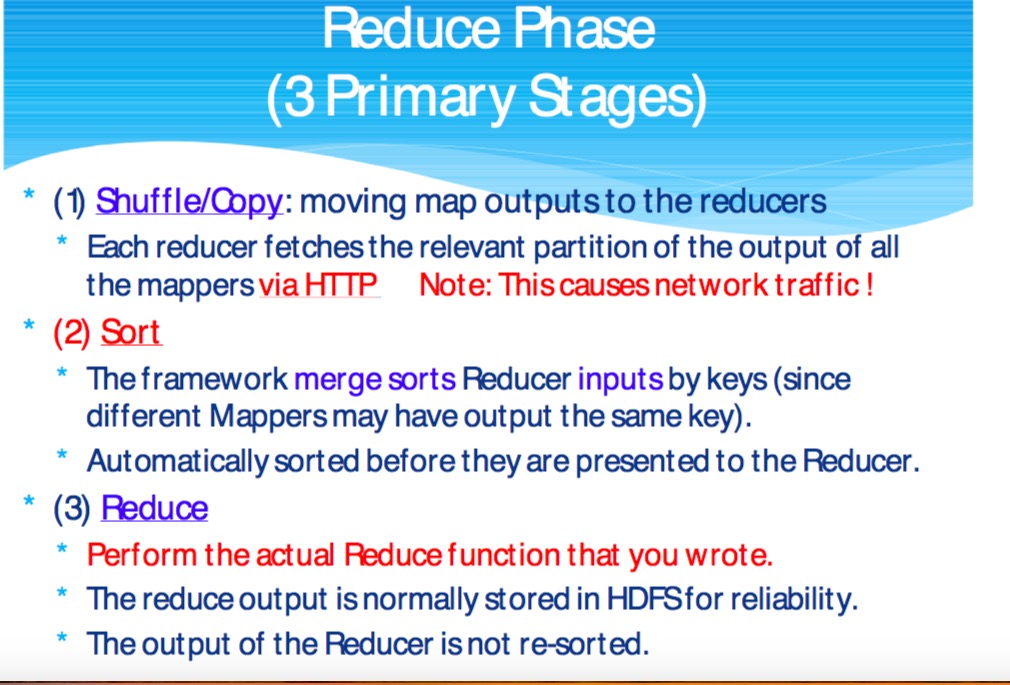 Reduce Phase
(3 Primary Stages)
* (1) Shuffle/Copy: moving map outputs to the reducers
* Each reducer fetches the relevant partition of the output of all
the mappers via HTTP Note: This causes network traffic !
* (2) Sort
* The framework merge sorts Reducer inputs by keys (since
different Mappers may have output the same key).
* Automatically sorted before they are presented to the Reducer.
* (3) Reduce
* Perform the actual Reduce function that you wrote.
* The reduce output is normally stored in HDFS for reliability.
* The output of the Reducer is not re-sorted.